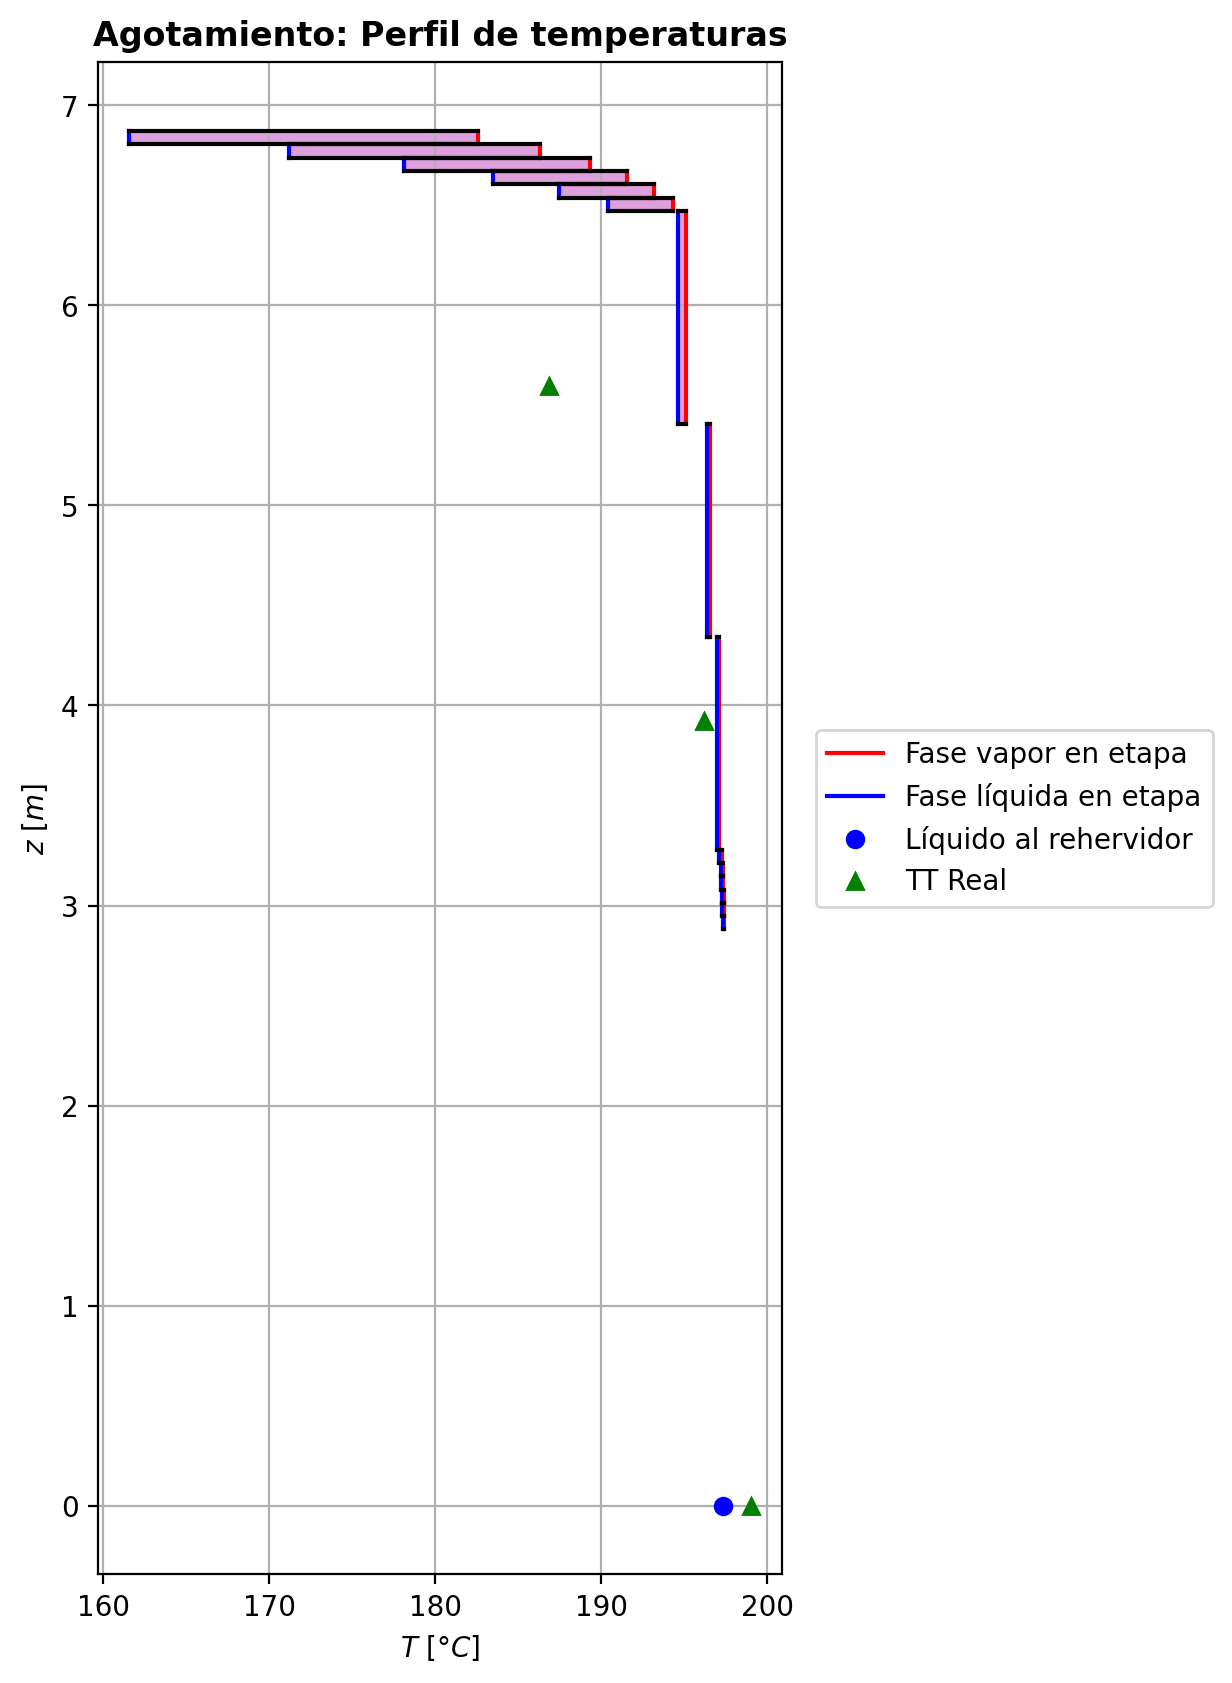 Agotamiento: Perfil de temperaturas
7
6
5
4
3
2
1
0
z [m]
160 170 180 190 200
T [°C]
Fase vapor en etapa
Fase líquida en etapa
Líquido al rehervidor
TT Real